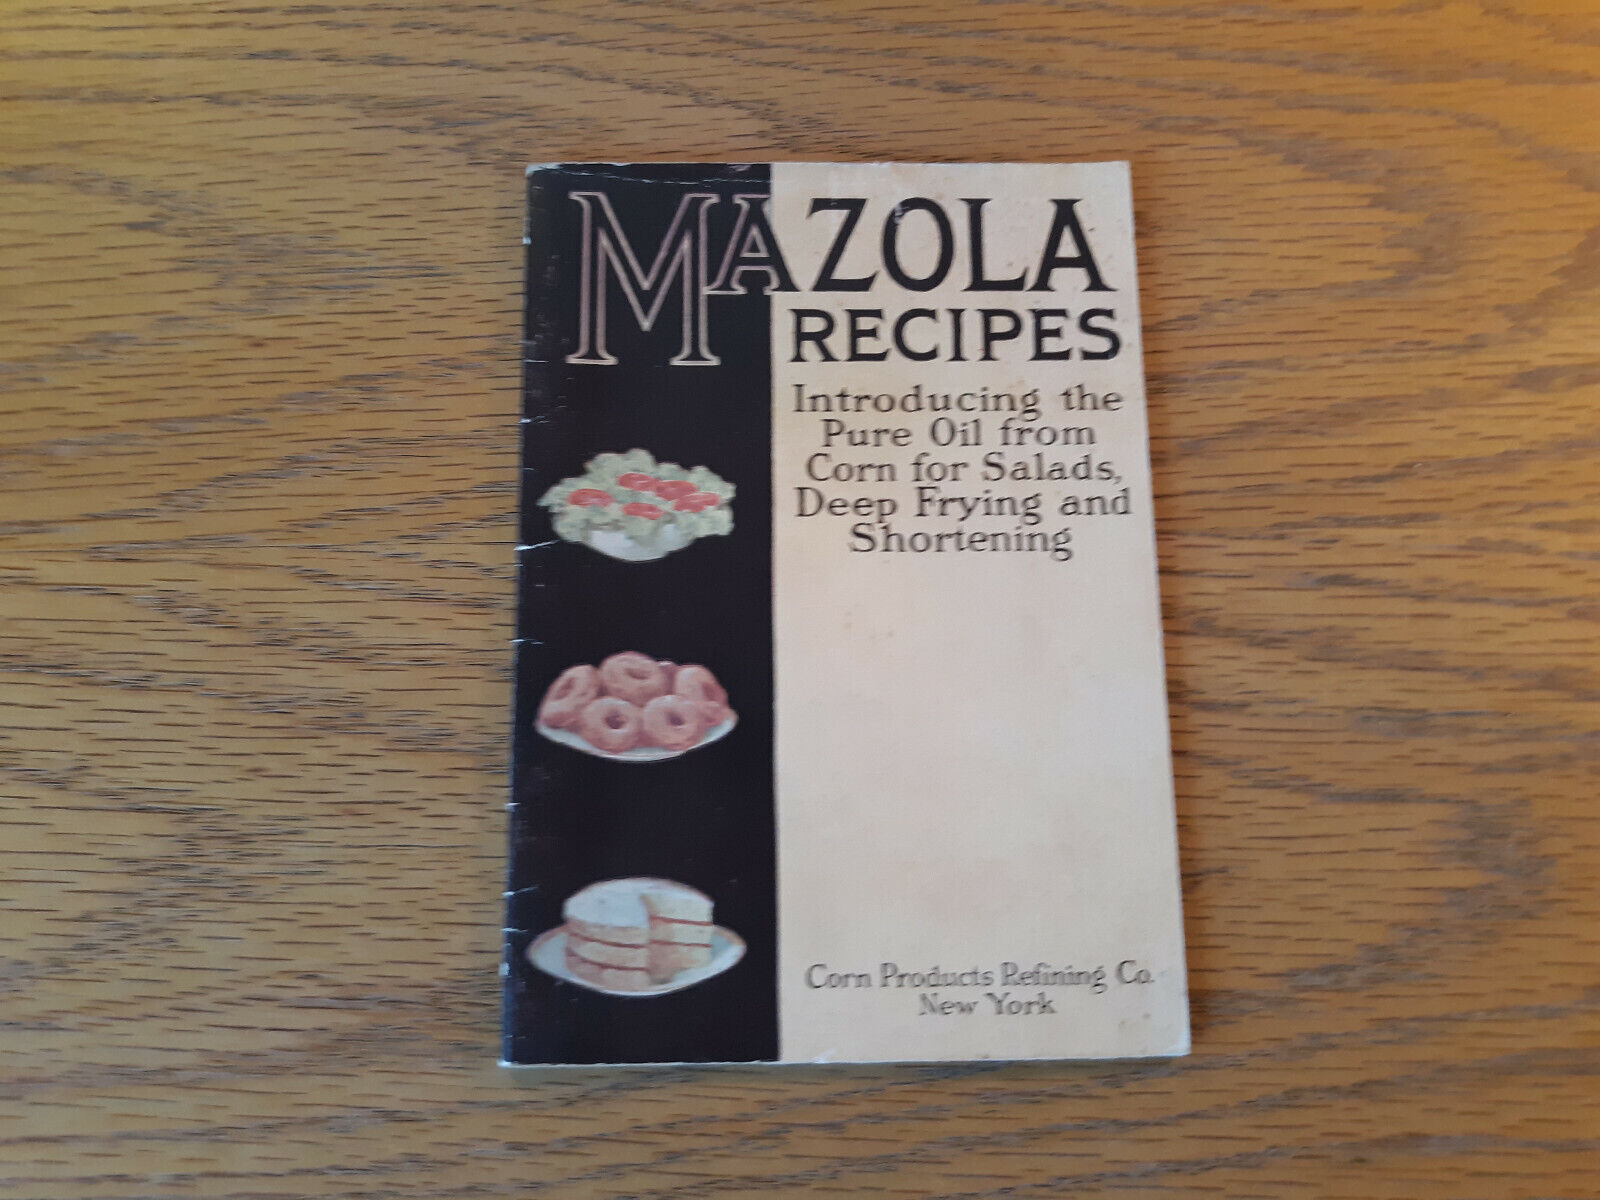 MAZOLA
RECIPES
Introducing the
Pure Oil from
Corn for Salads,
Deep Frying and
Shortening
Corn Products Refining Co.
New York